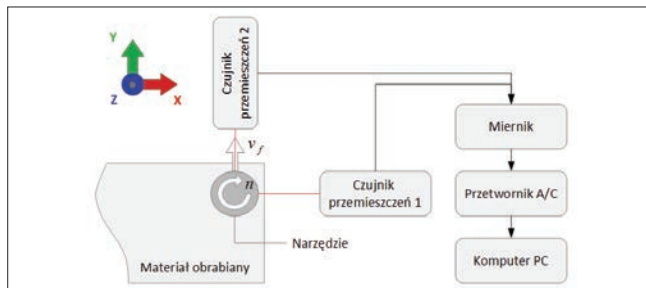 Y
Z
X
Czujnik
przemieszczeń 2
v_f
n
Miernik
Czujnik
przemieszczeń 1
Przetwornik A/C
Narzędzie
Materiał obrabiany
Komputer PC